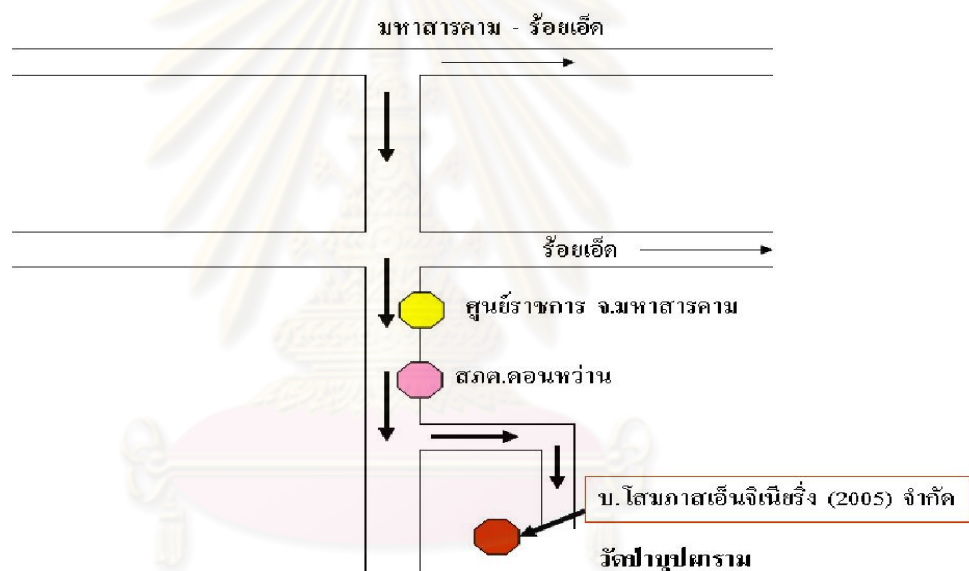 มหาสารคาม - ร้อยเอ็ด
ร้อยเอ็ด
ศูนย์ราชการ จ.มหาสารคาม
สภต.ดอนหว่าน
บ.โสมภาสเอ็นจิเนียริ่ง (2005) จำกัด
วัดป่าบุปผาราม